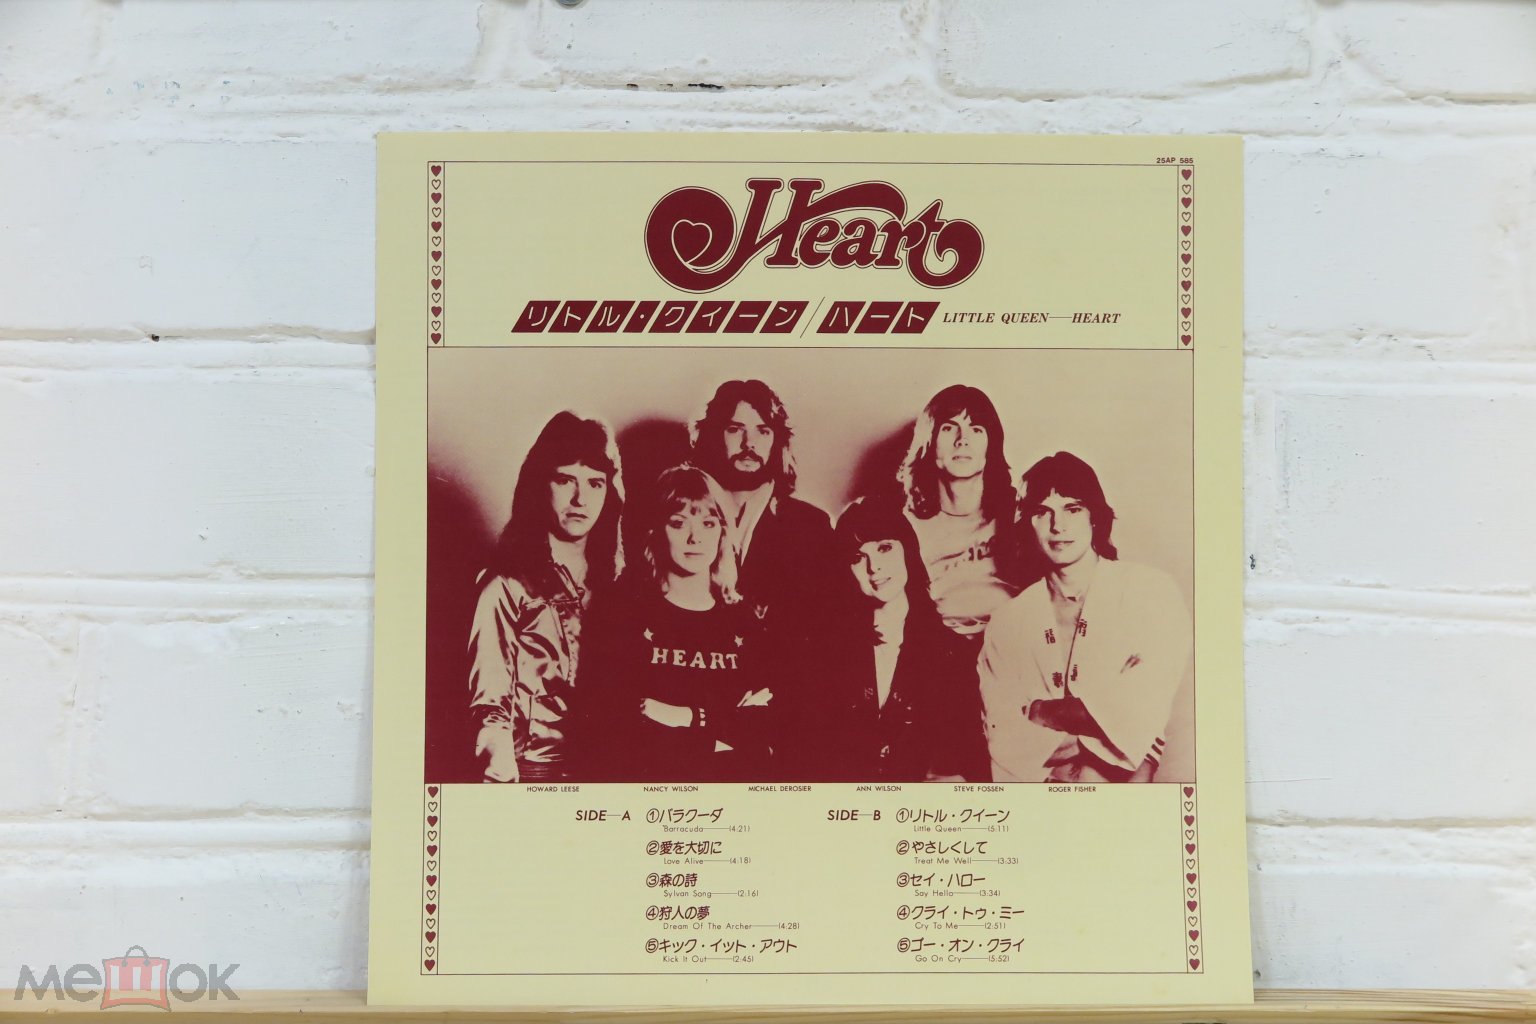 25AP 585
Heart
リトル・クイーン/ハート LITTLE QUEEN—HEART
HEART
HOWARD LEESE NANCY WILSON MICHAEL DEROSIER ANN WILSON STEVE FOSSEN ROGER FISHER
SIDE—A ①バラクーダ
Barracuda—(4:21)
②愛を大切に
Love Alive—(4:18)
③森の詩
Sylvan Song—(2:16)
④狩人の夢
Dream Of The Archer—(4:28)
⑤キック・イット・アウト
Kick It Out—(2:45)
SIDE—B ①リトル・クイーン
Little Queen—(5:11)
②やさしくして
Treat Me Well—(3:33)
③セイ・ハロー
Say Hello—(3:34)
④クライ・トゥ・ミー
Cry To Me—(2:51)
⑤ゴー・オン・クライ
Go On Cry—(5:52)
мешок